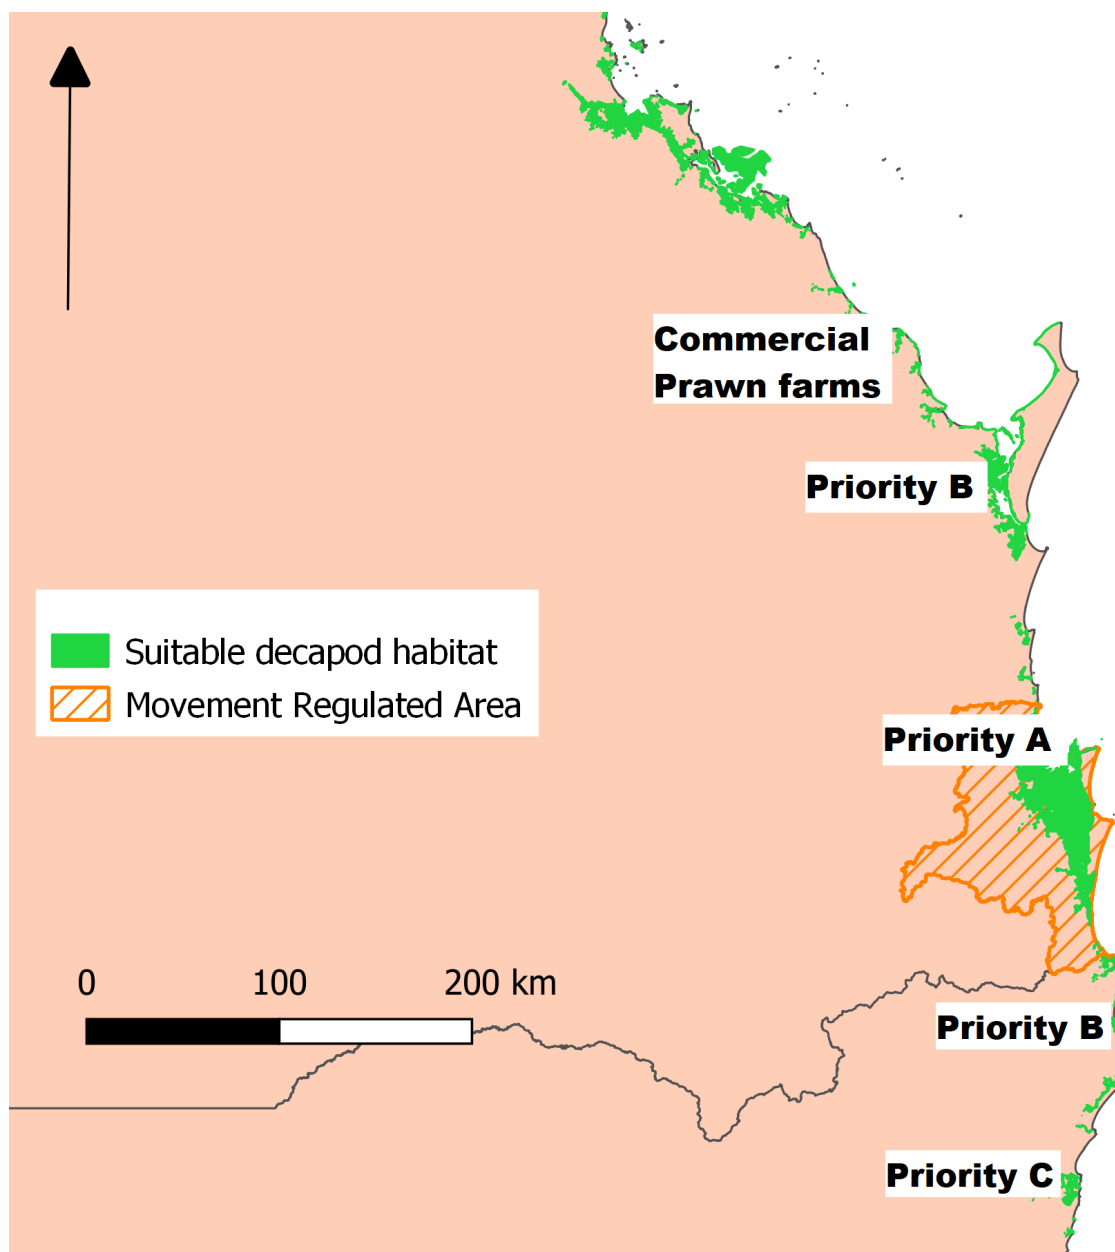 Commercial
Prawn farms
Priority B
Suitable decapod habitat
Movement Regulated Area
Priority A
0 100 200 km
Priority B
Priority C